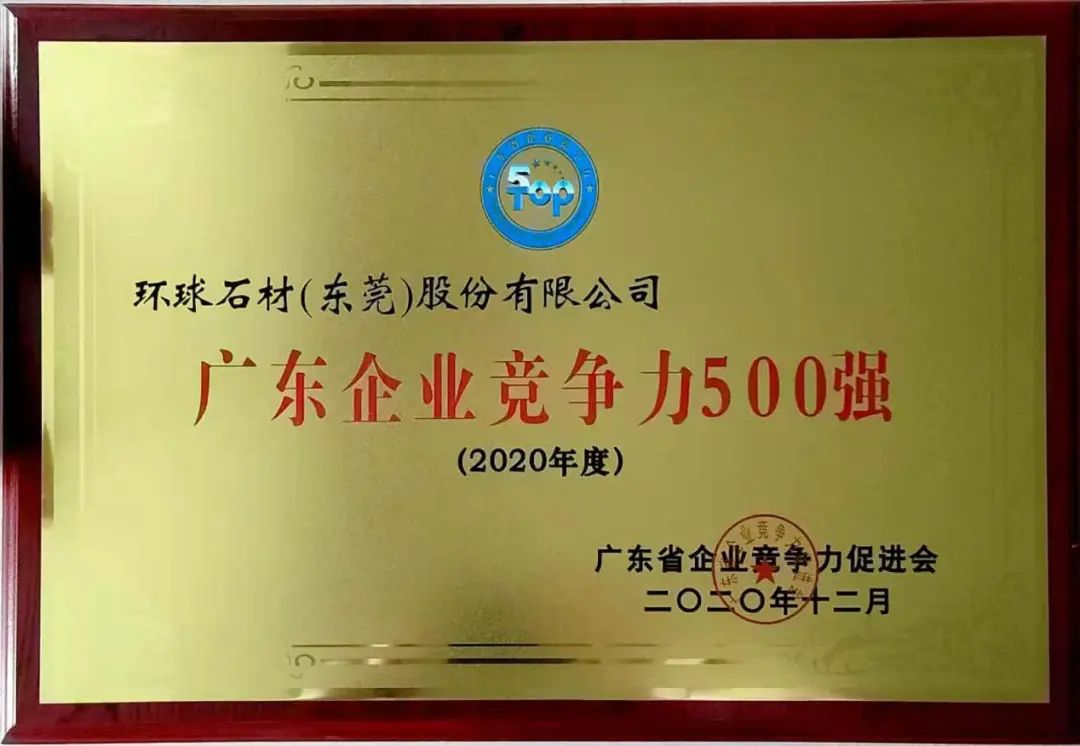 5Top
环球石材(东莞)股份有限公司
广东企业竞争力500强
(2020年度)
广东省企业竞争力促进会
二〇二〇年十二月